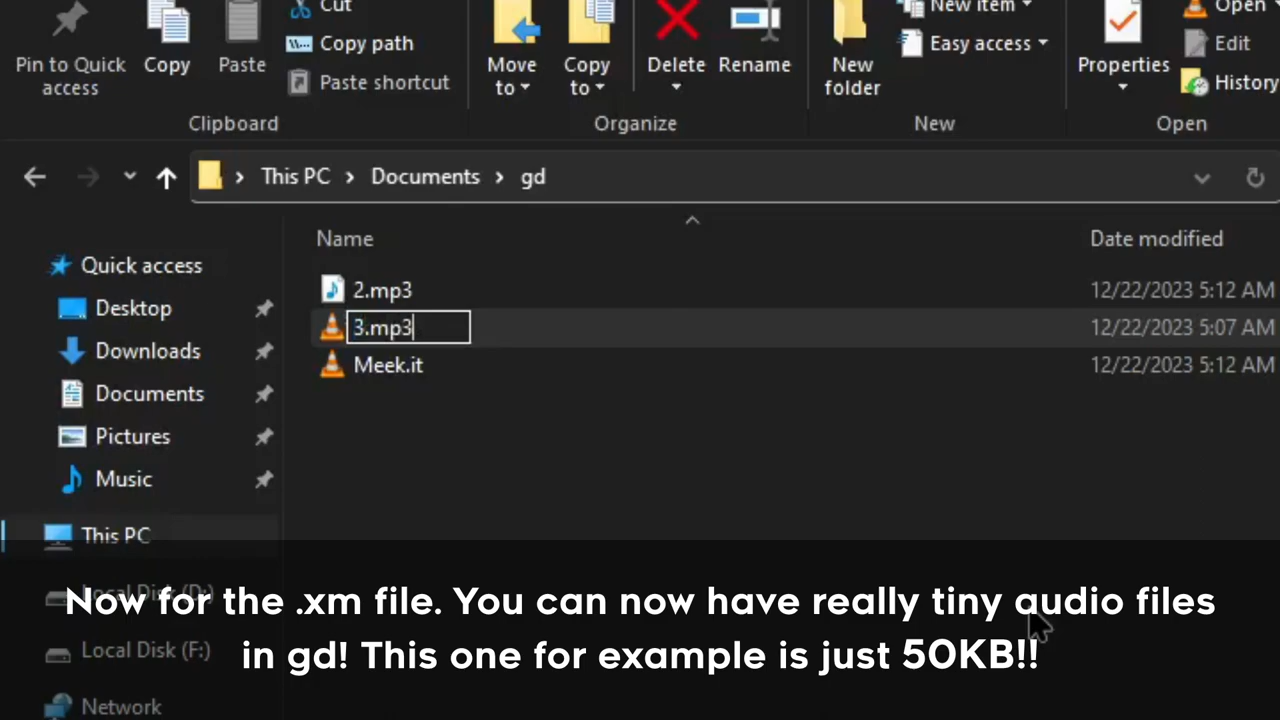 Cut
New item
Open
Copy path
Easy access
Edit
Pin to Quick access
Copy
Paste
Paste shortcut
Move to
Copy to
Delete
Rename
New folder
Properties
History
Clipboard
Organize
New
Open
This PC > Documents > gd
Name
Date modified
Quick access
2.mp3
12/22/2023 5:12 AM
Desktop
3.mp3
12/22/2023 5:07 AM
Downloads
Meek.it
12/22/2023 5:12 AM
Documents
Pictures
Music
This PC
Local Disk (D:)
Now for the .xm file. You can now have really tiny audio files
in gd! This one for example is just 50KB!!
Local Disk (F:)
Network